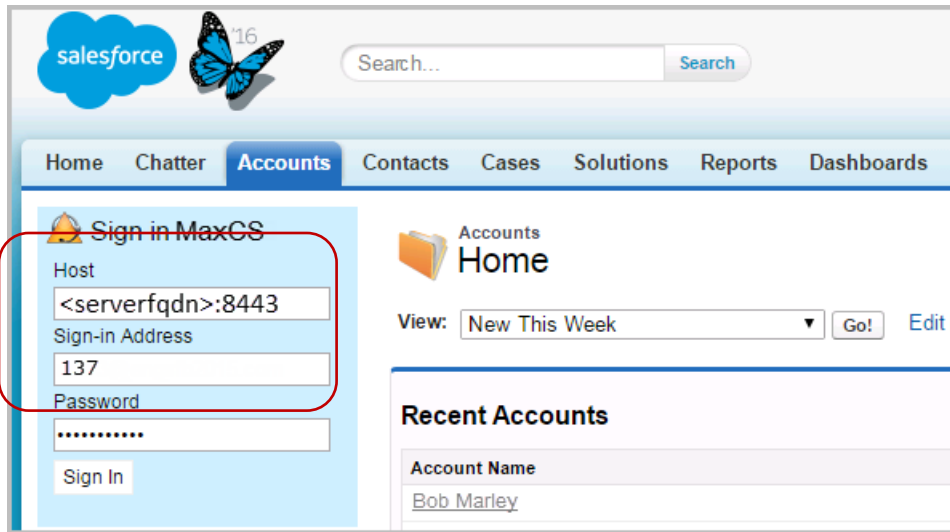 salesforce
'16
Search...
Search
Home Chatter Accounts Contacts Cases Solutions Reports Dashboards
Sign in MaxCS
Host
<serverfqdn>:8443
Sign-in Address
137
Password
•••••••••••
Sign In
Accounts
Home
View: New This Week Go! Edit
Recent Accounts
Account Name
Bob Marley